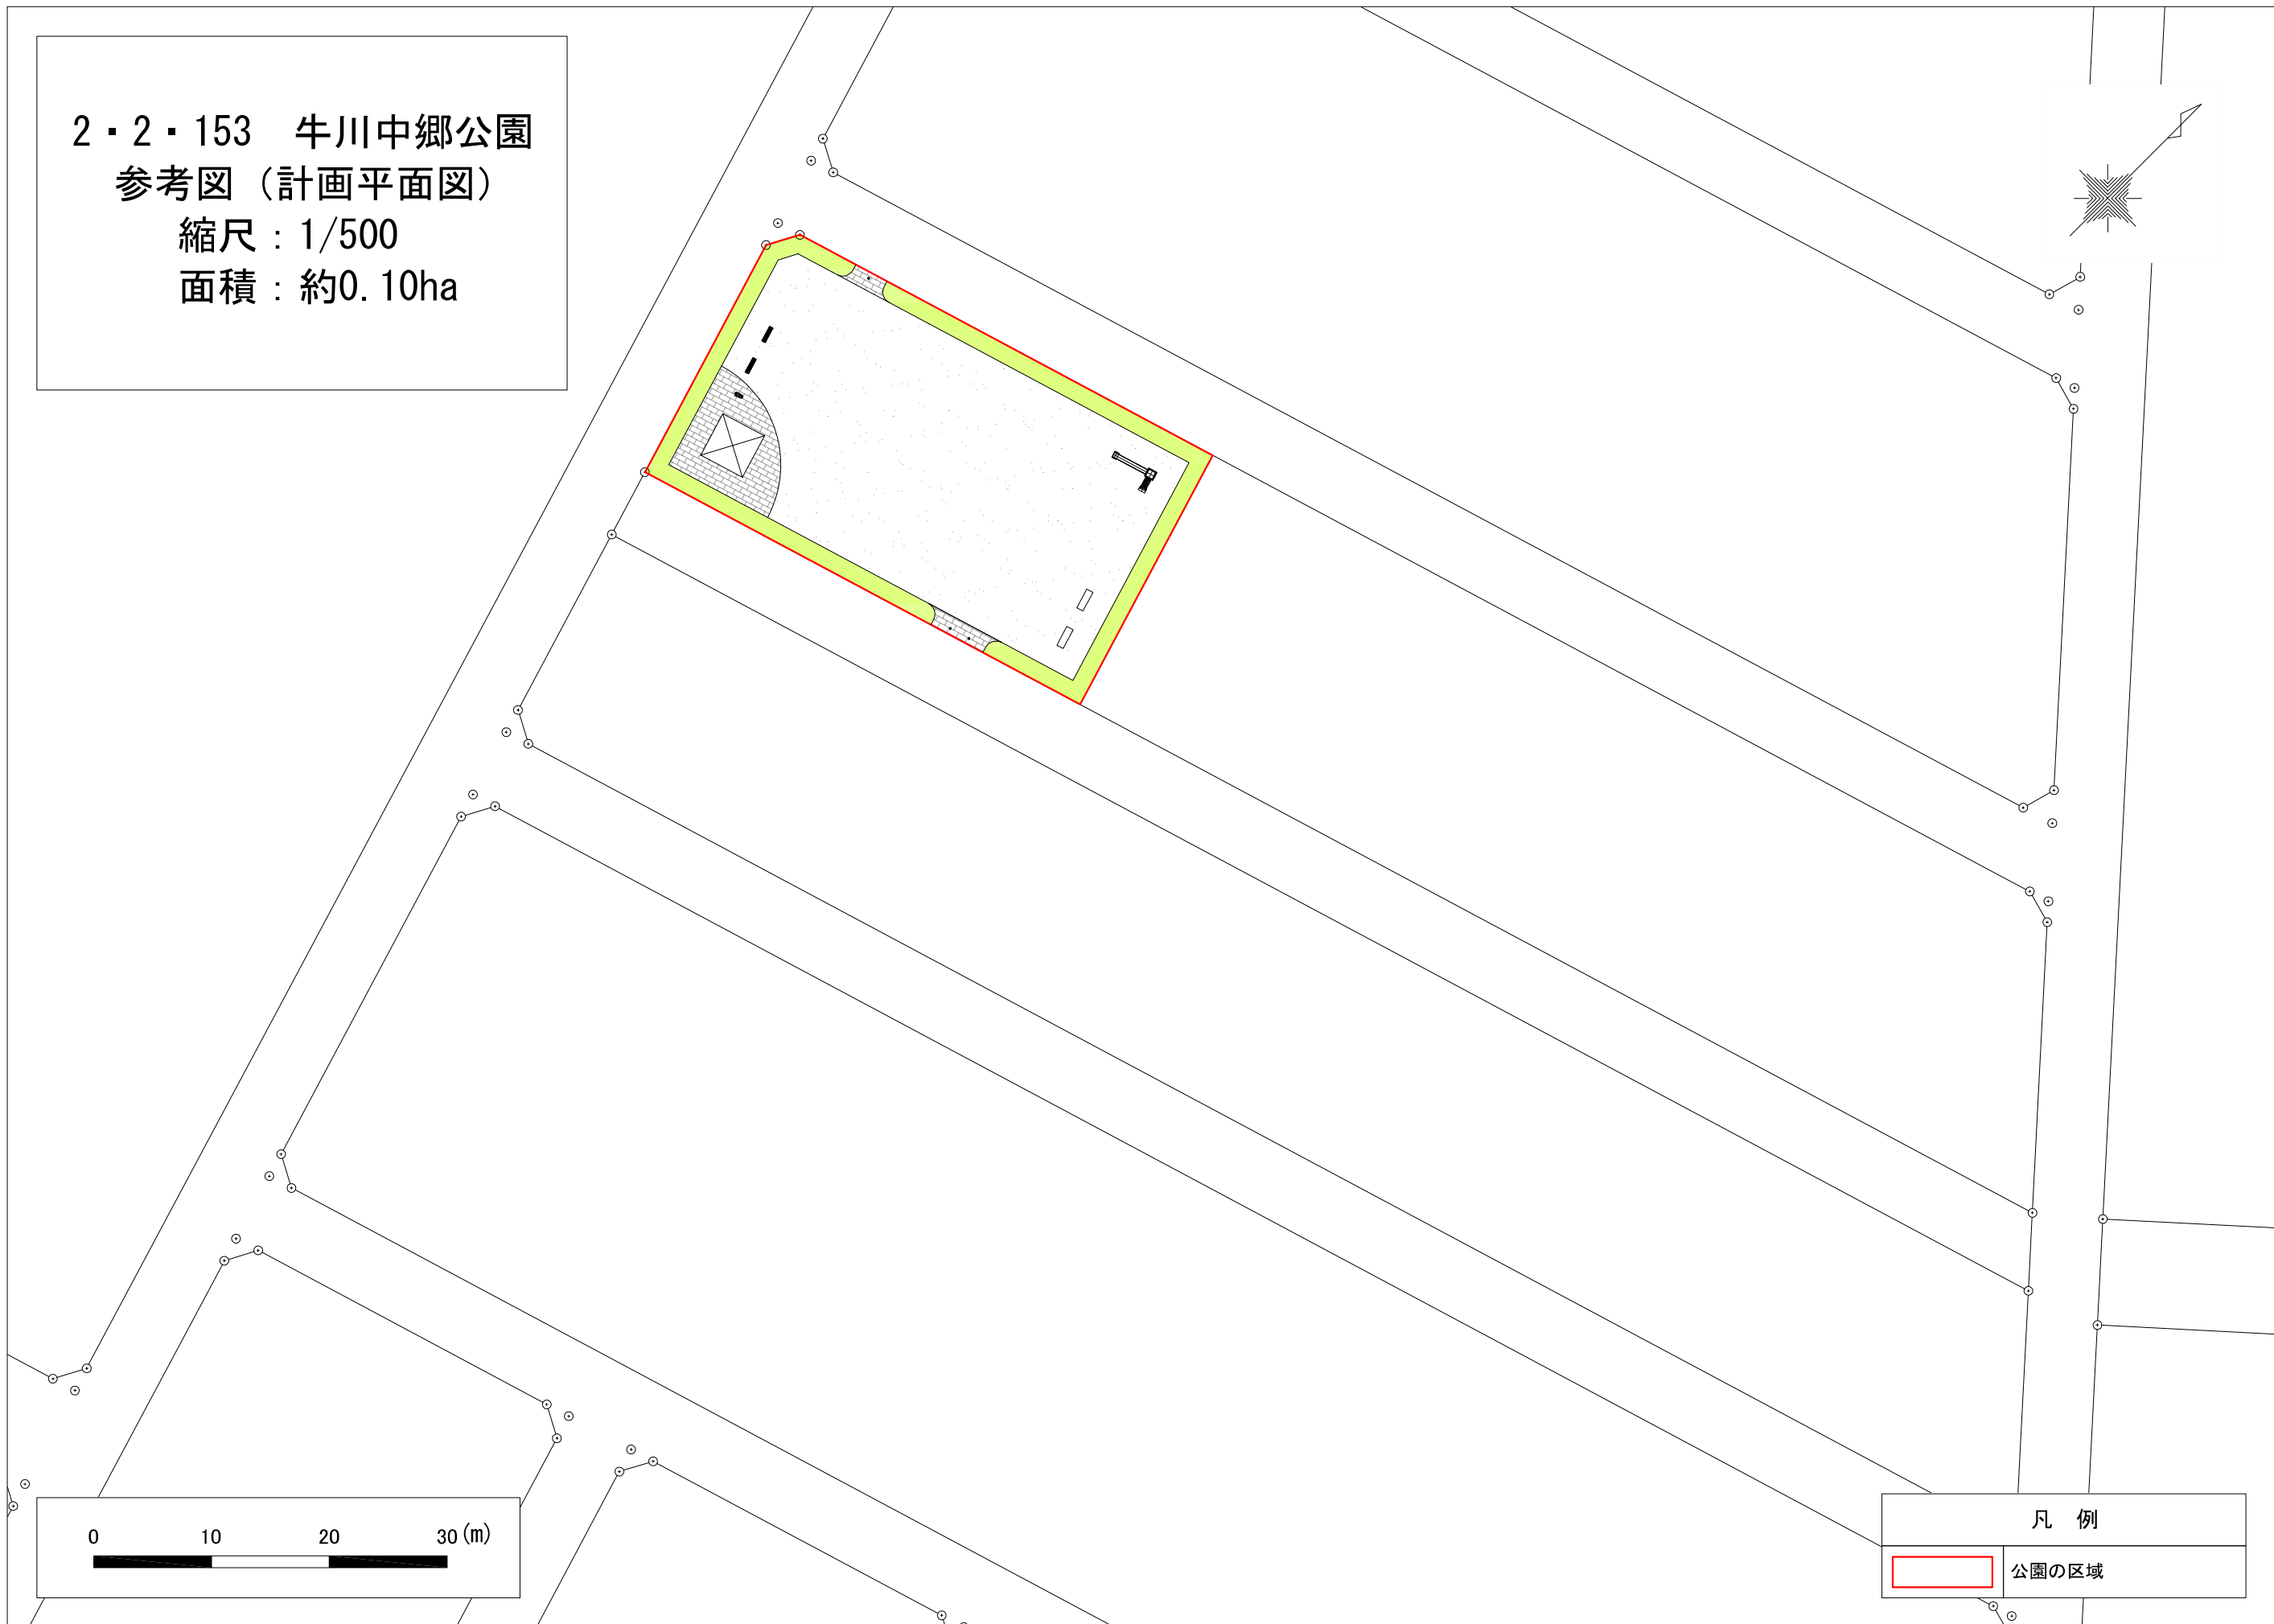 2・2・153　牛川中郷公園
参考図（計画平面図）
縮尺：1/500
面積：約0.10ha
0 10 20 30(m)
凡　例
公園の区域